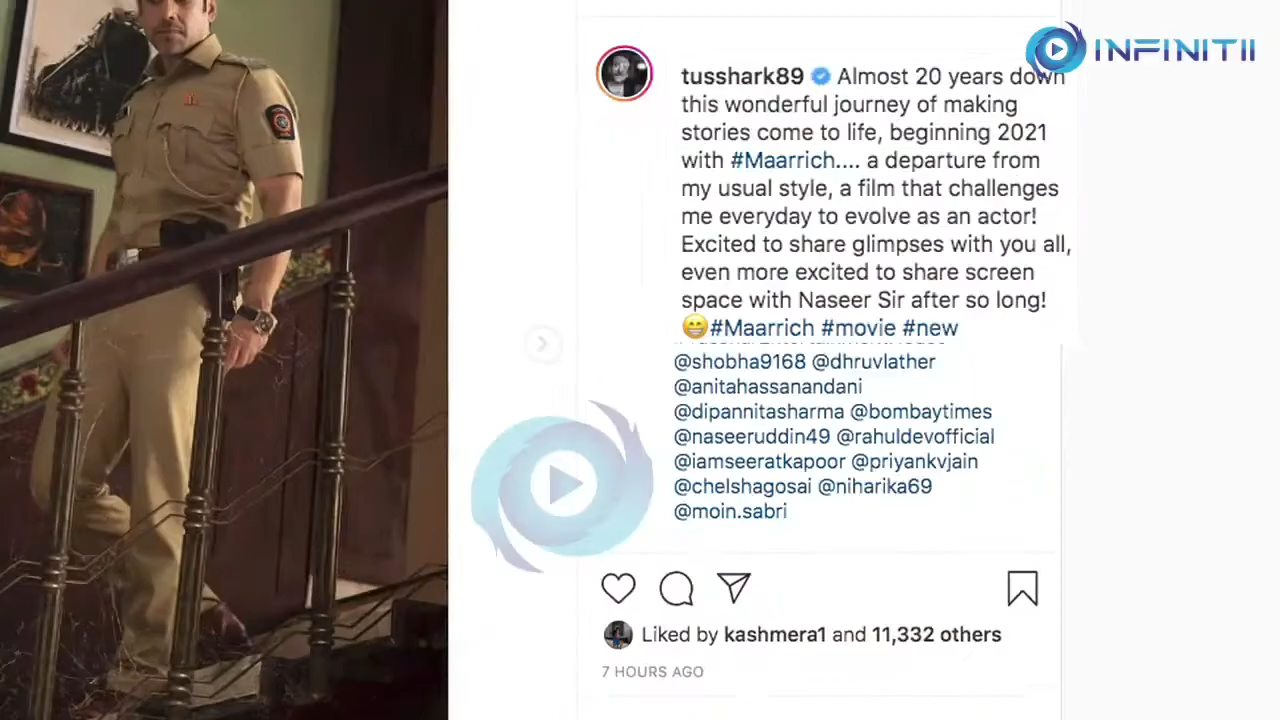 INFINITII
tusshark89 Almost 20 years down
this wonderful journey of making
stories come to life, beginning 2021
with #Maarrich.... a departure from
my usual style, a film that challenges
me everyday to evolve as an actor!
Excited to share glimpses with you all,
even more excited to share screen
space with Naseer Sir after so long!
😁#Maarrich #movie #new
@shobha9168 @dhruvlather
@anitahassanandani
@dipannitasharma @bombaytimes
@naseeruddin49 @rahuldevofficial
@iamseeratkapoor @priyankvjain
@chelshagosai @niharika69
@moin.sabri
Liked by kashmera1 and 11,332 others
7 HOURS AGO